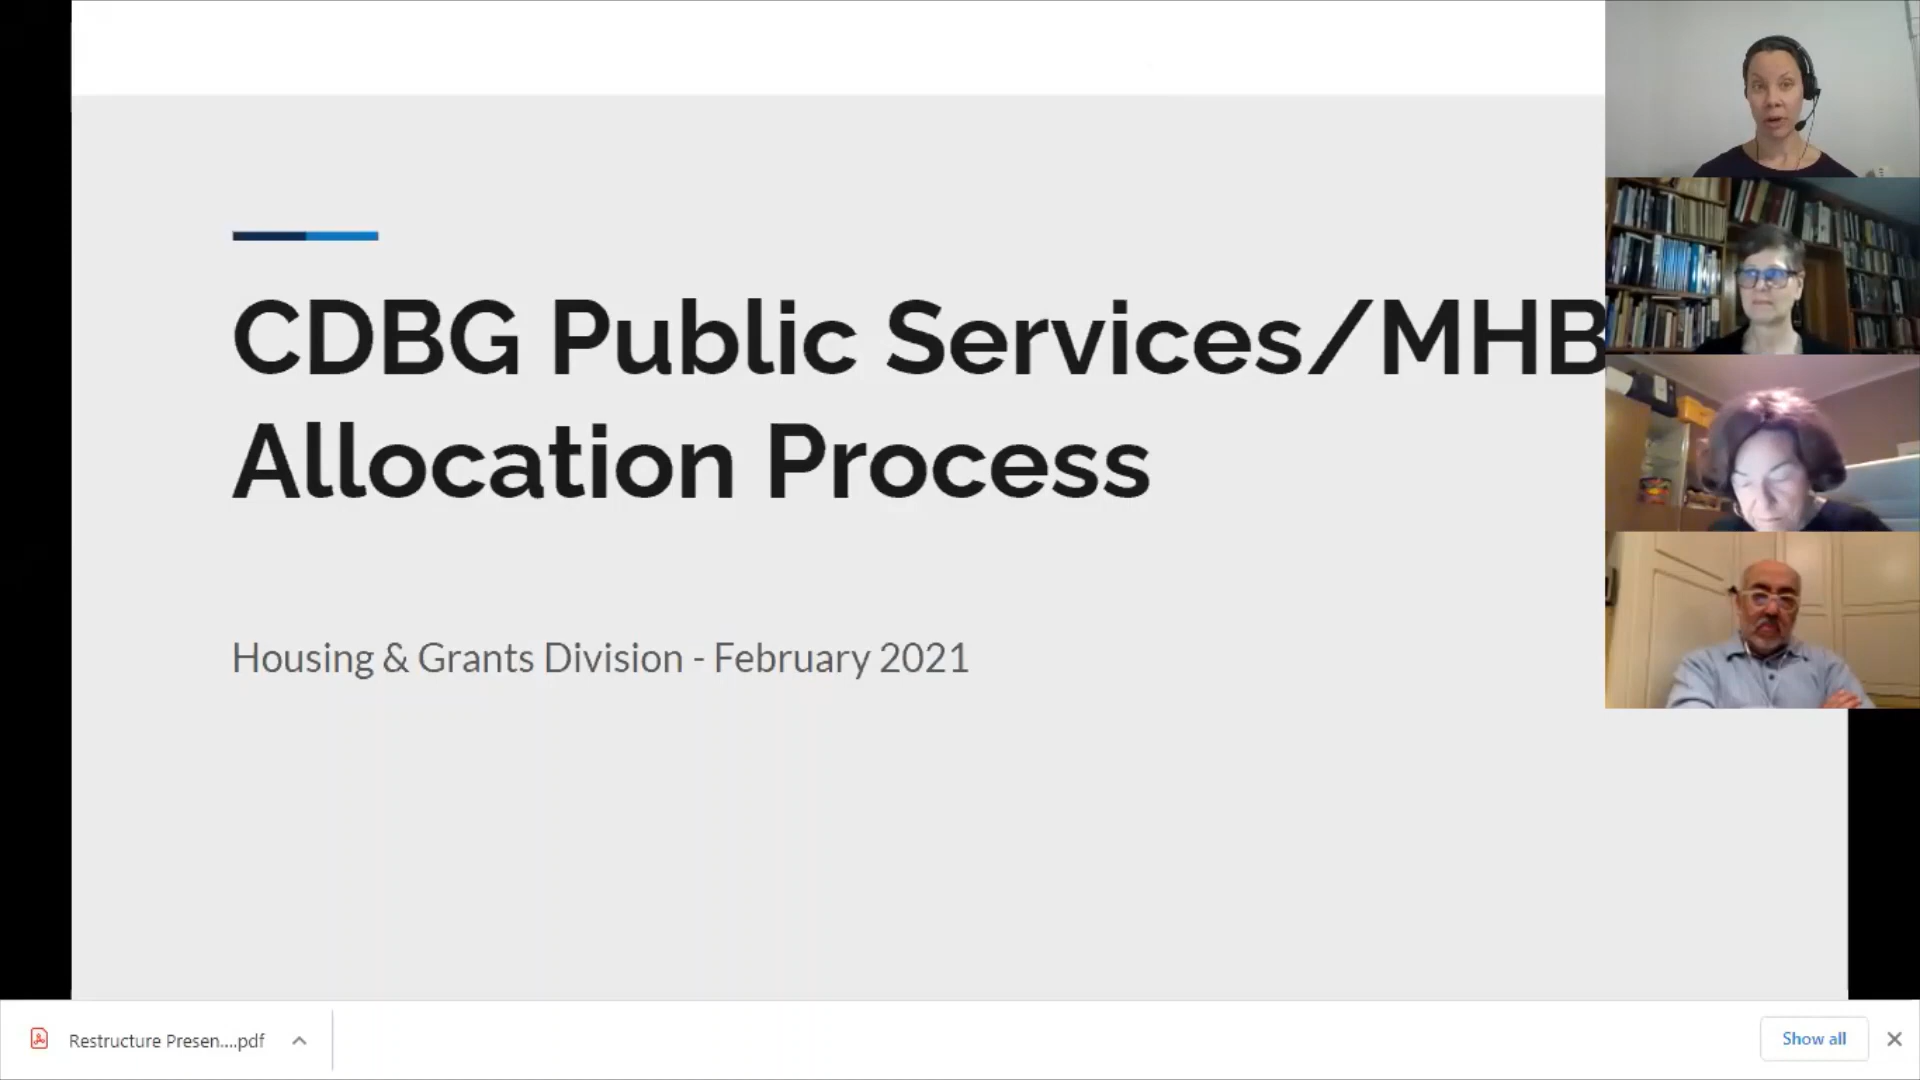 CDBG Public Services/MHB
Allocation Process
Housing & Grants Division - February 2021
Restructure Presen....pdf
Show all